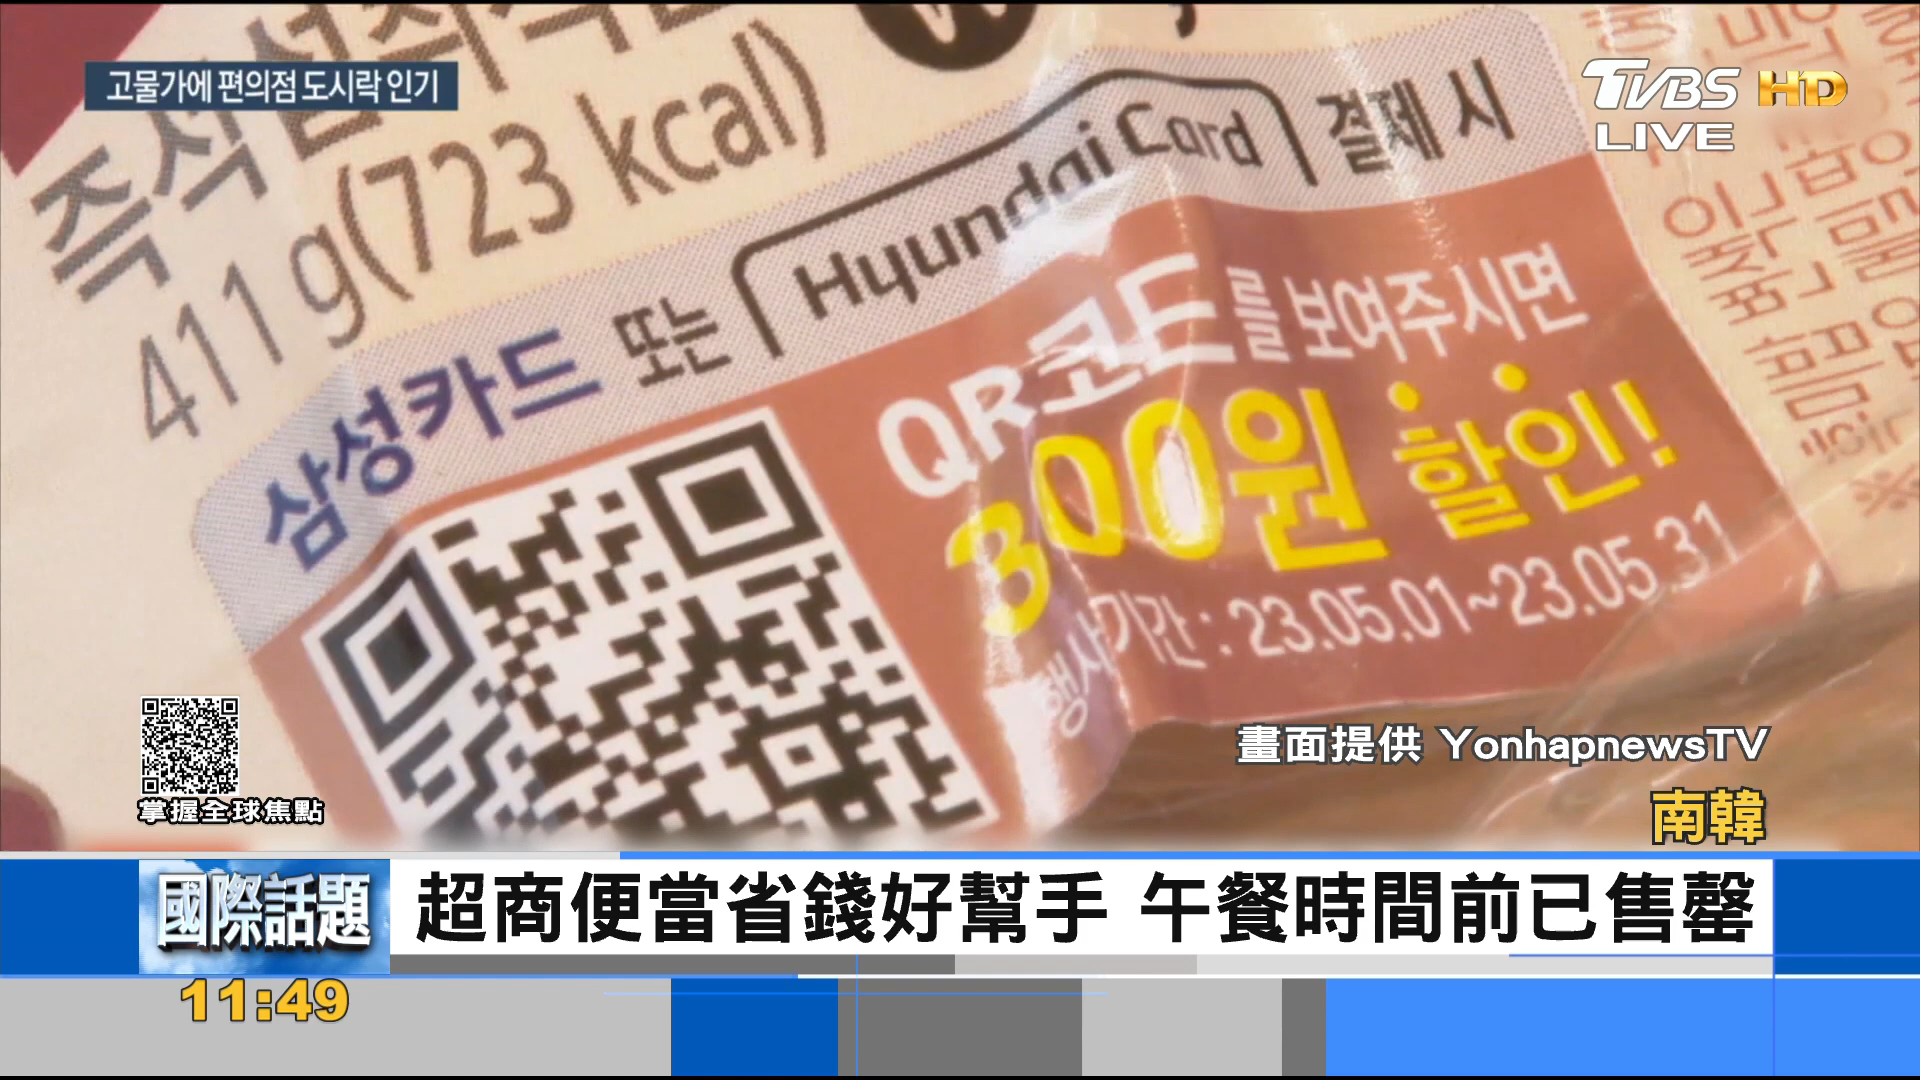 고물가에 편의점 도시락 인기
TVBS HD
LIVE
411 g(723 kcal)
삼성카드 또는 Hyundai Card 결제 시
QR코드를 보여주시면
300원 할인!
행사기간 : 23.05.01~23.05.31
畫面提供 YonhapnewsTV
南韓
掌握全球焦點
國際話題
超商便當省錢好幫手 午餐時間前已售罄
11:49